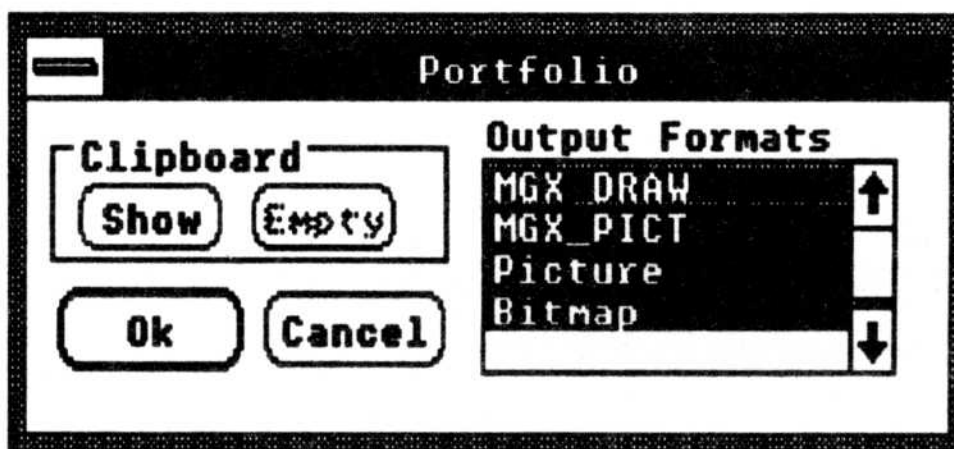 Portfolio
Clipboard
Show Empty
Ok Cancel
Output Formats
MGX_DRAW
MGX_PICT
Picture
Bitmap